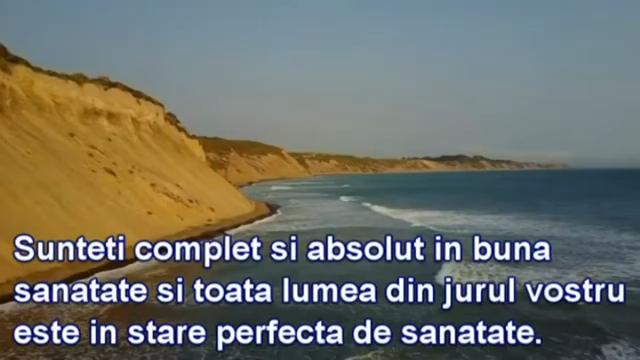 Sunteti complet si absolut in buna
sanatate si toata lumea din jurul vostru
este in stare perfecta de sanatate.